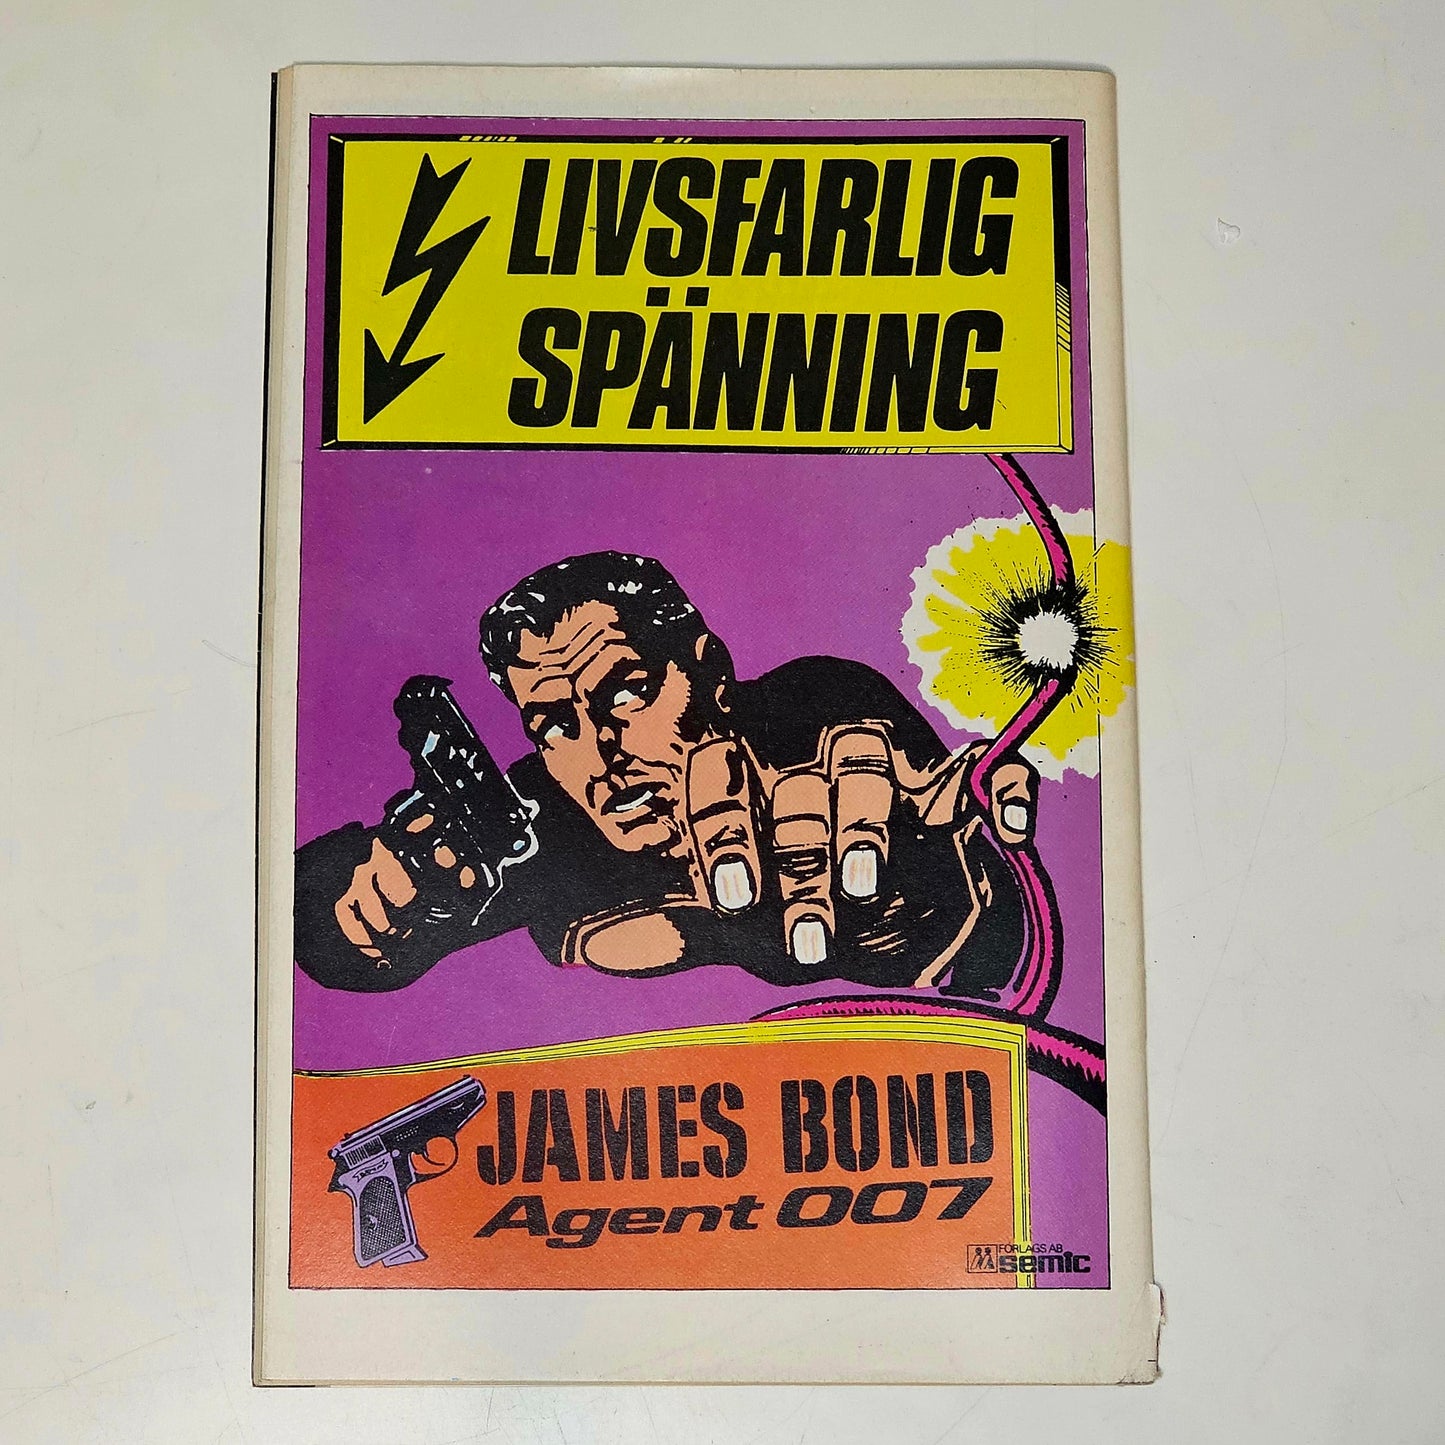 LIVSFARLIG
SPÄNNING
JAMES BOND
Agent 007
FÖRLAGS AB
semic